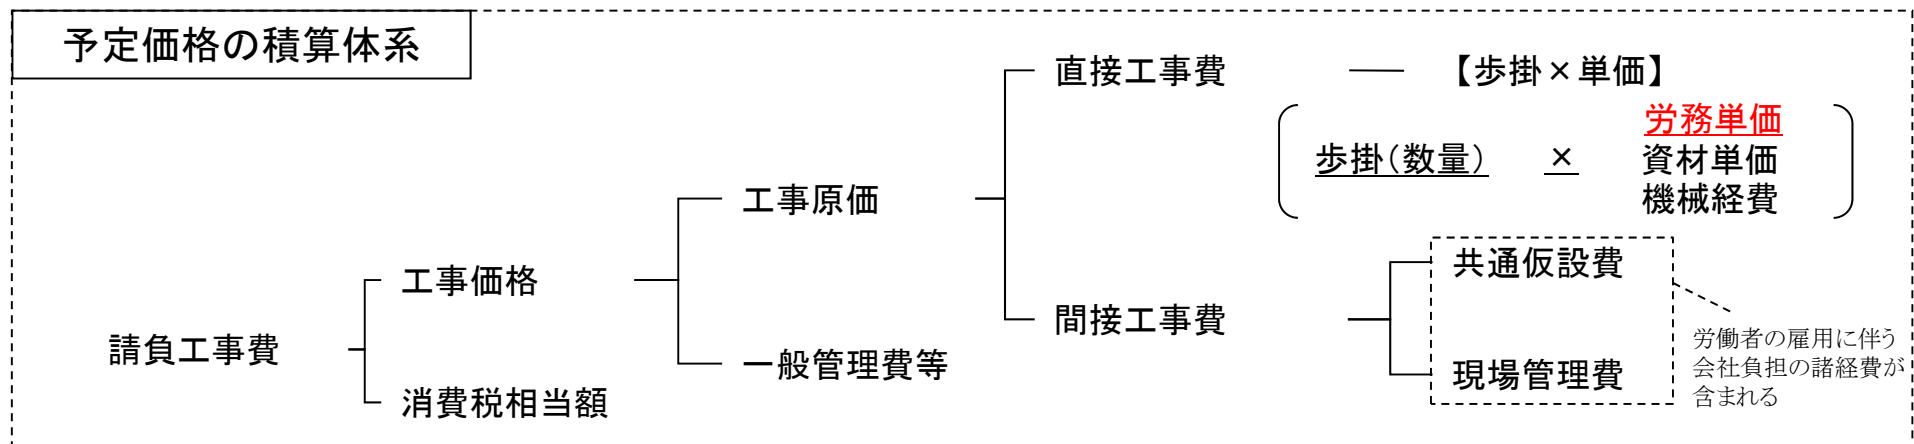 予定価格の積算体系
直接工事費
【歩掛×単価】
歩掛(数量) ×
労務単価
資材単価
機械経費
工事原価
工事価格
共通仮設費
間接工事費
請負工事費
一般管理費等
現場管理費
消費税相当額
労働者の雇用に伴う
会社負担の諸経費が
含まれる